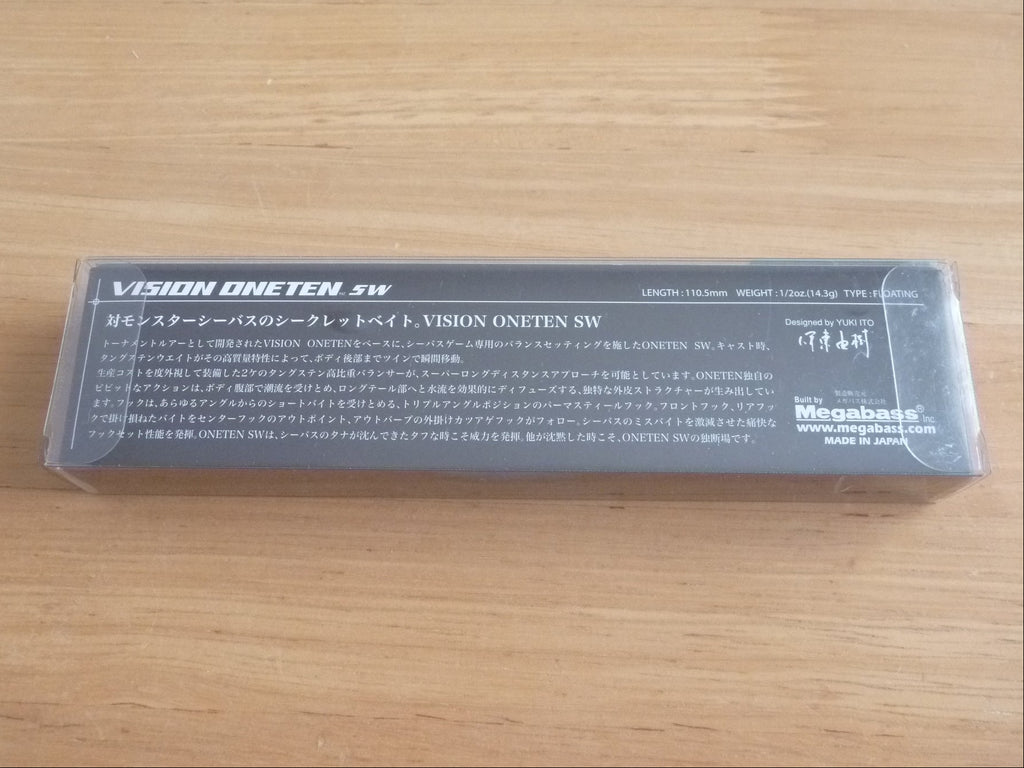 VISION ONETEN SW
LENGTH : 110.5mm WEIGHT : 1/2oz.(14.3g) TYPE : FLOATING
対モンスターシーバスのシークレットベイト。VISION ONETEN SW
トーナメントルアーとして開発されたVISION ONETENをベースに、シーバスゲーム専用のバランスセッティングを施したONETEN SW。キャスト時、
タングステンウエイトがその高質量特性によって、ボディ後部までツインで瞬間移動。
生産コストを度外視して装備した2ケのタングステン高比重バランサーが、スーパーロングディスタンスアプローチを可能としています。ONETEN独自の
ビビットなアクションは、ボディ腹部で潮流を受けとめ、ロングテール部へと水流を効果的にディフューズする、独特な外皮ストラクチャーが生み出してい
ます。フックは、あらゆるアングルからのショートバイトを受けとめる、トリプルアングルポジションのパーマスティールフック。フロントフック、リアフッ
クで掛け損ねたバイトをセンターフックのアウトポイント、アウトバーブの外掛けカツアゲフックがフォロー。シーバスのミスバイトを激減させた痛快な
フックセット性能を発揮。ONETEN SWは、シーバスのタナが沈んできたタフな時こそ威力を発揮。他が沈黙した時こそ、ONETEN SWの独断場です。
Designed by YUKI ITO
伊東由樹
製造販売元
メガバス株式会社
Built by
Megabass® Inc.
www.megabass.com
MADE IN JAPAN